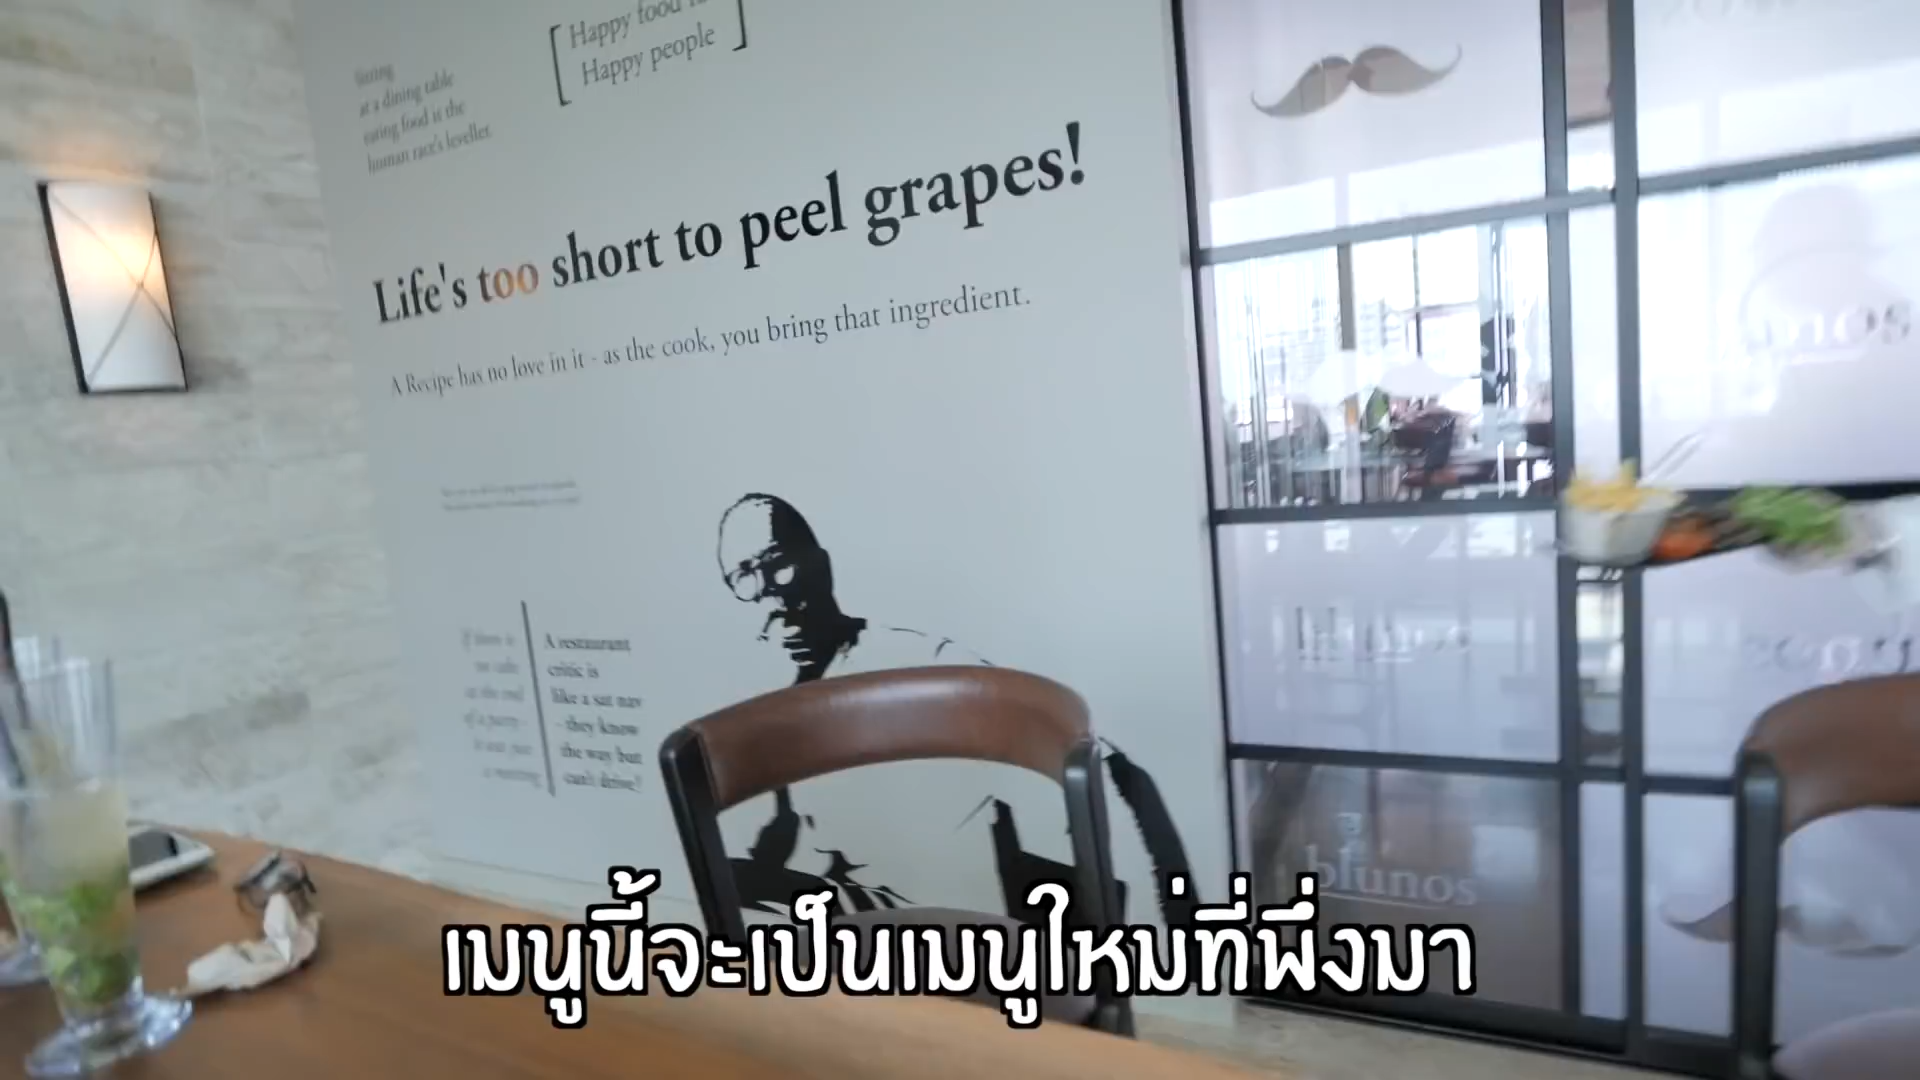 Happy food
Happy people
at a dining table
eating food is the
human race's leveller.
Life's too short to peel grapes!
A Recipe has no love in it - as the cook, you bring that ingredient.
A restaurant
critic is
like a sat nav
- they know
the way but
can't drive!
blunos
เมนูนี้จะเป็นเมนูใหม่ที่พึ่งมา